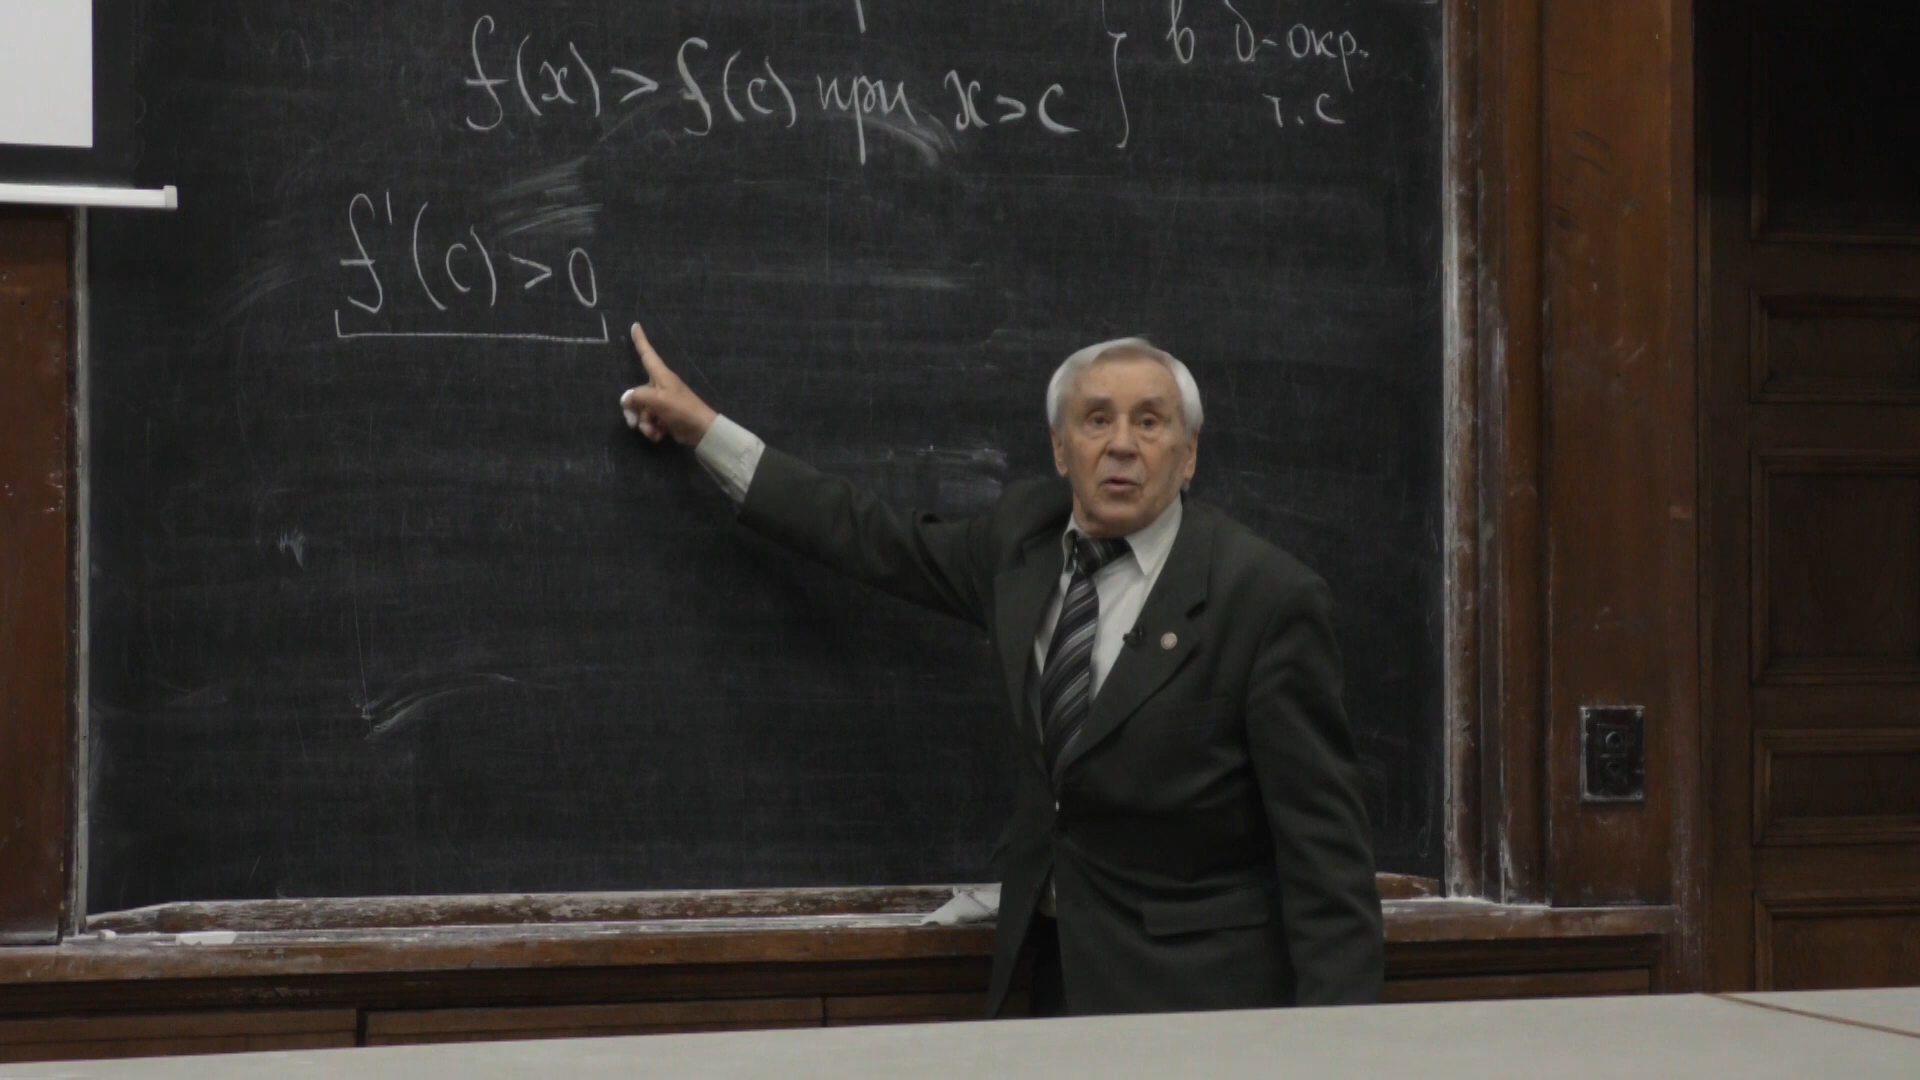 f(x) > f(c) при x > c } в δ-окр.
т. c
f'(c) > 0